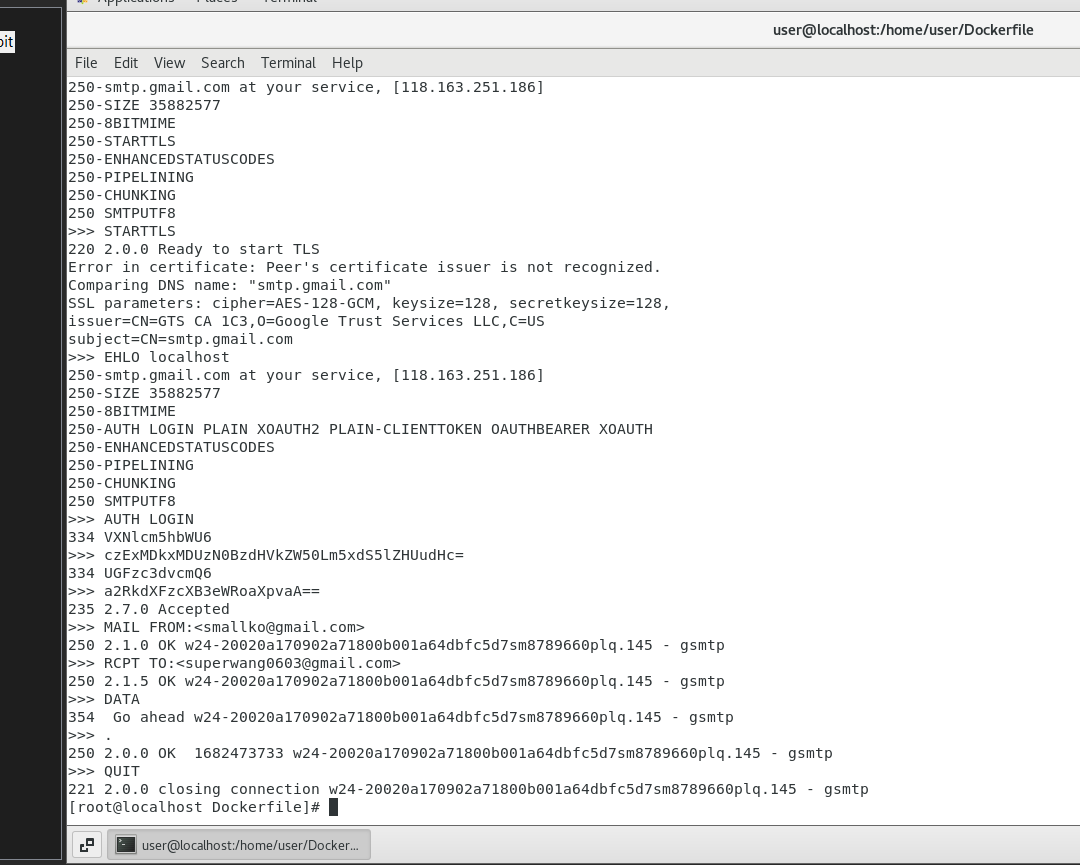 Applications Places Terminal
bit
user@localhost:/home/user/Dockerfile
File Edit View Search Terminal Help
250-smtp.gmail.com at your service, [118.163.251.186]
250-SIZE 35882577
250-8BITMIME
250-STARTTLS
250-ENHANCEDSTATUSCODES
250-PIPELINING
250-CHUNKING
250 SMTPUTF8
>>> STARTTLS
220 2.0.0 Ready to start TLS
Error in certificate: Peer's certificate issuer is not recognized.
Comparing DNS name: "smtp.gmail.com"
SSL parameters: cipher=AES-128-GCM, keysize=128, secretkeysize=128,
issuer=CN=GTS CA 1C3,O=Google Trust Services LLC,C=US
subject=CN=smtp.gmail.com
>>> EHLO localhost
250-smtp.gmail.com at your service, [118.163.251.186]
250-SIZE 35882577
250-8BITMIME
250-AUTH LOGIN PLAIN XOAUTH2 PLAIN-CLIENTTOKEN OAUTHBEARER XOAUTH
250-ENHANCEDSTATUSCODES
250-PIPELINING
250-CHUNKING
250 SMTPUTF8
>>> AUTH LOGIN
334 VXNlcm5hbWU6
>>> czExMDkxMDUzN0BzdHVkZW50Lm5xdS5lZHUudHc=
334 UGFzc3dvcmQ6
>>> a2RkdXFzcXB3eWRoaXpvaA==
235 2.7.0 Accepted
>>> MAIL FROM:<smallko@gmail.com>
250 2.1.0 OK w24-20020a170902a71800b001a64dbfc5d7sm8789660plq.145 - gsmtp
>>> RCPT TO:<superwang0603@gmail.com>
250 2.1.5 OK w24-20020a170902a71800b001a64dbfc5d7sm8789660plq.145 - gsmtp
>>> DATA
354  Go ahead w24-20020a170902a71800b001a64dbfc5d7sm8789660plq.145 - gsmtp
>>> .
250 2.0.0 OK  1682473733 w24-20020a170902a71800b001a64dbfc5d7sm8789660plq.145 - gsmtp
>>> QUIT
221 2.0.0 closing connection w24-20020a170902a71800b001a64dbfc5d7sm8789660plq.145 - gsmtp
[root@localhost Dockerfile]#
user@localhost:/home/user/Docker...